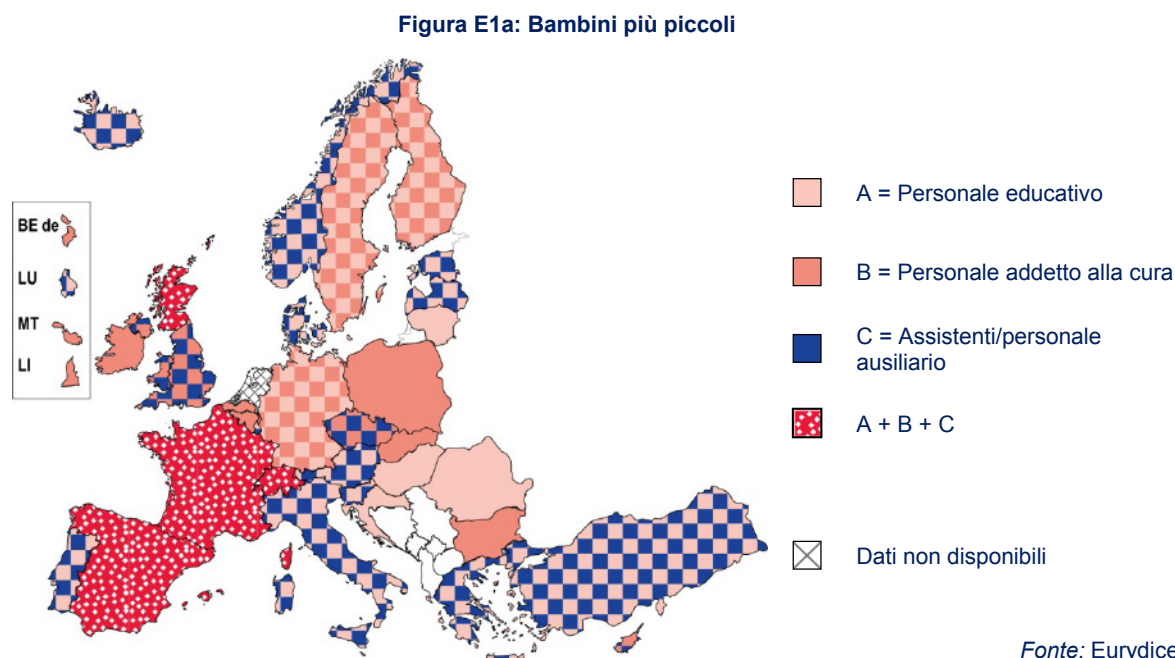 Figura E1a: Bambini più piccoli
BE de
LU
MT
LI
A = Personale educativo
B = Personale addetto alla cura
C = Assistenti/personale
ausiliario
A + B + C
Dati non disponibili
Fonte: Eurydice